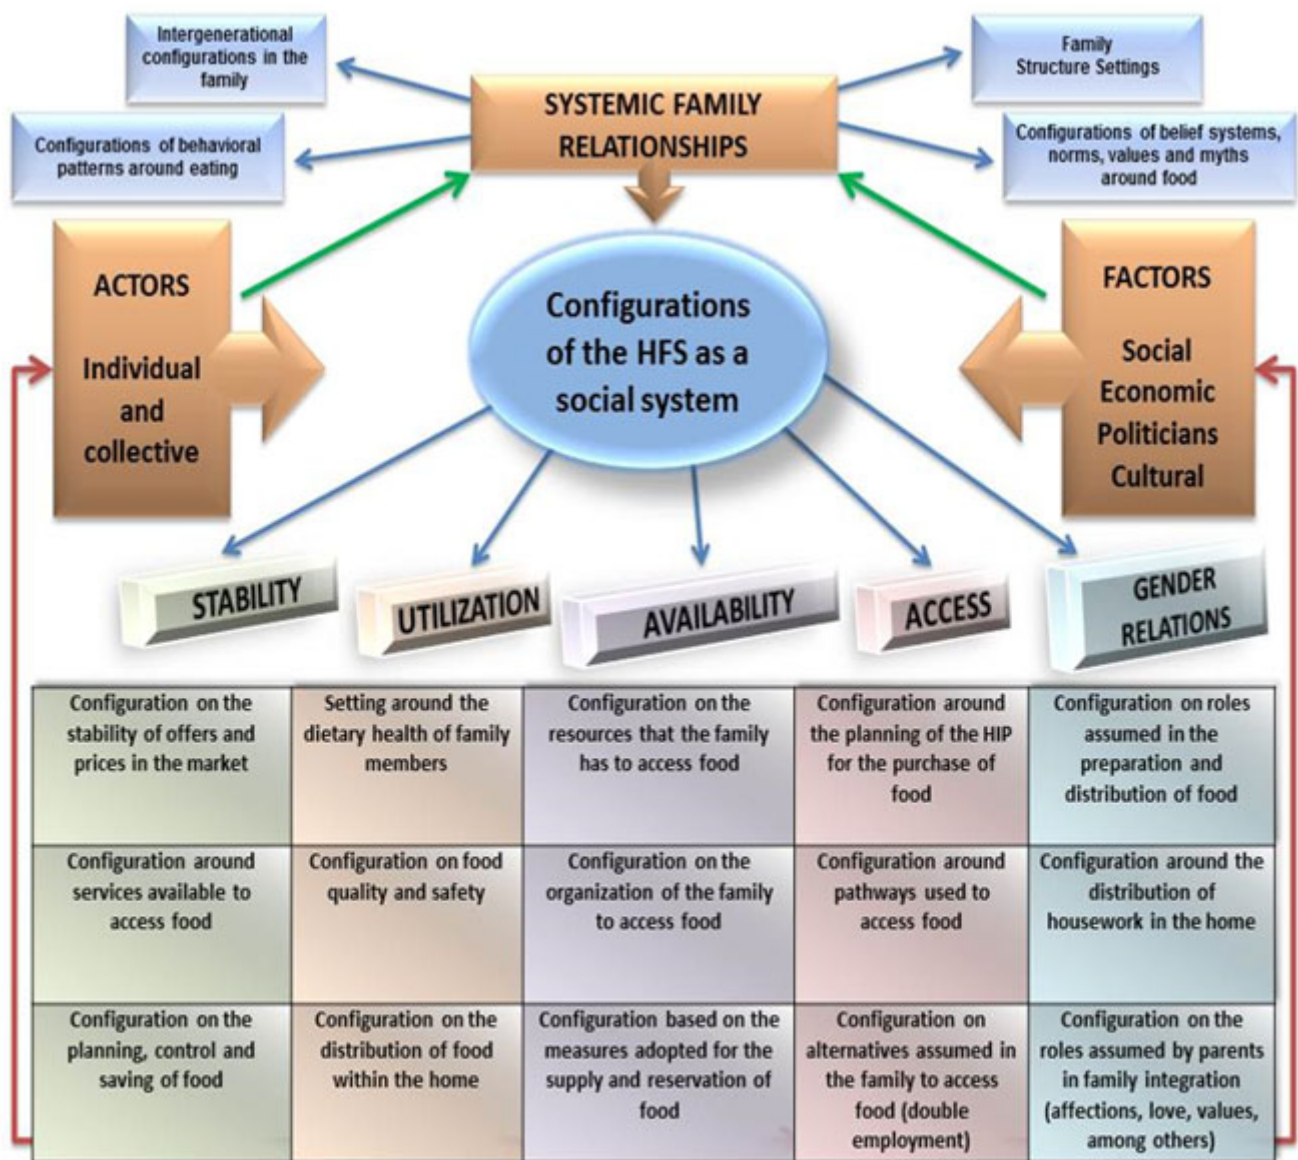 Intergenerational
configurations in the
family
Family
Structure Settings
SYSTEMIC FAMILY
RELATIONSHIPS
Configurations of behavioral
patterns around eating
Configurations of belief systems,
norms, values and myths
around food
ACTORS
Individual
and
collective
Configurations
of the HFS as a
social system
FACTORS
Social
Economic
Politicians
Cultural
STABILITY
UTILIZATION
AVAILABILITY
ACCESS
GENDER
RELATIONS
Configuration on the
stability of offers and
prices in the market
Setting around the
dietary health of family
members
Configuration on the
resources that the family
has to access food
Configuration around
the planning of the HIP
for the purchase of
food
Configuration on roles
assumed in the
preparation and
distribution of food
Configuration around
services available to
access food
Configuration on food
quality and safety
Configuration on the
organization of the family
to access food
Configuration around
pathways used to
access food
Configuration around the
distribution of
housework in the home
Configuration on the
planning, control and
saving of food
Configuration on the
distribution of food
within the home
Configuration based on the
measures adopted for the
supply and reservation of
food
Configuration on
alternatives assumed in
the family to access
food (double
employment)
Configuration on the
roles assumed by parents
in family integration
(affections, love, values,
among others)